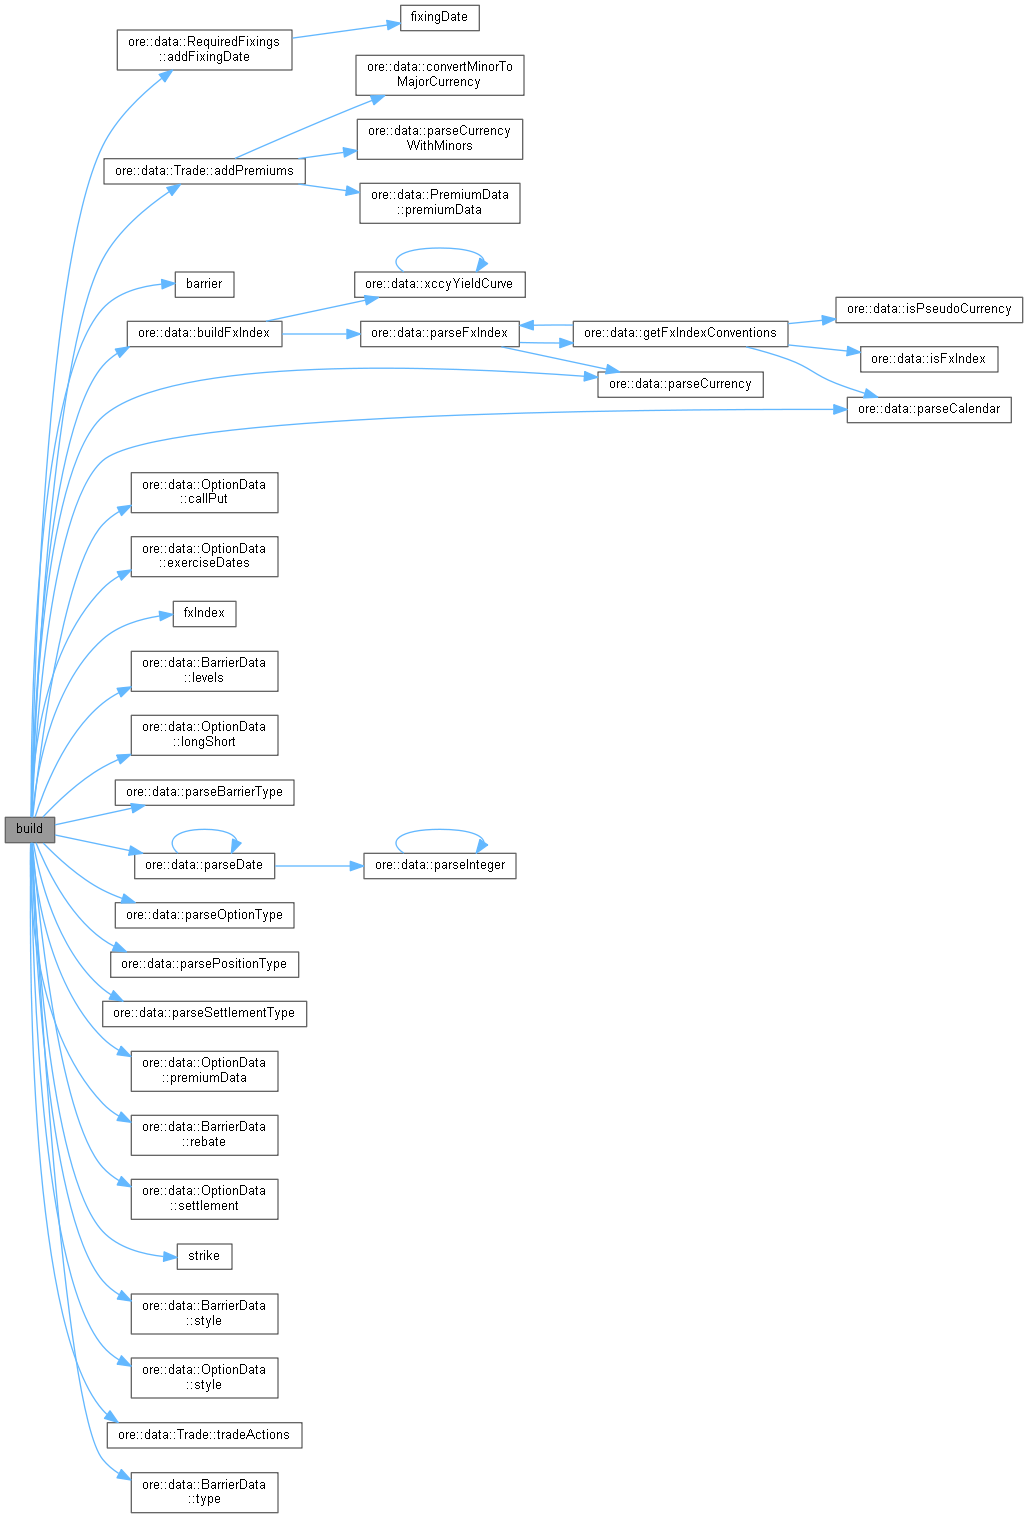 fixingDate
ore::data::RequiredFixings
::addFixingDate
ore::data::convertMinorTo
MajorCurrency
ore::data::parseCurrency
WithMinors
ore::data::Trade::addPremiums
ore::data::PremiumData
::premiumData
barrier
ore::data::xccyYieldCurve
ore::data::buildFxIndex
ore::data::parseFxIndex
ore::data::getFxIndexConventions
ore::data::isPseudoCurrency
ore::data::isFxIndex
ore::data::parseCurrency
ore::data::parseCalendar
ore::data::OptionData
::callPut
ore::data::OptionData
::exerciseDates
fxIndex
ore::data::BarrierData
::levels
ore::data::OptionData
::longShort
ore::data::parseBarrierType
build
ore::data::parseDate
ore::data::parseInteger
ore::data::parseOptionType
ore::data::parsePositionType
ore::data::parseSettlementType
ore::data::OptionData
::premiumData
ore::data::BarrierData
::rebate
ore::data::OptionData
::settlement
strike
ore::data::BarrierData
::style
ore::data::OptionData
::style
ore::data::Trade::tradeActions
ore::data::BarrierData
::type